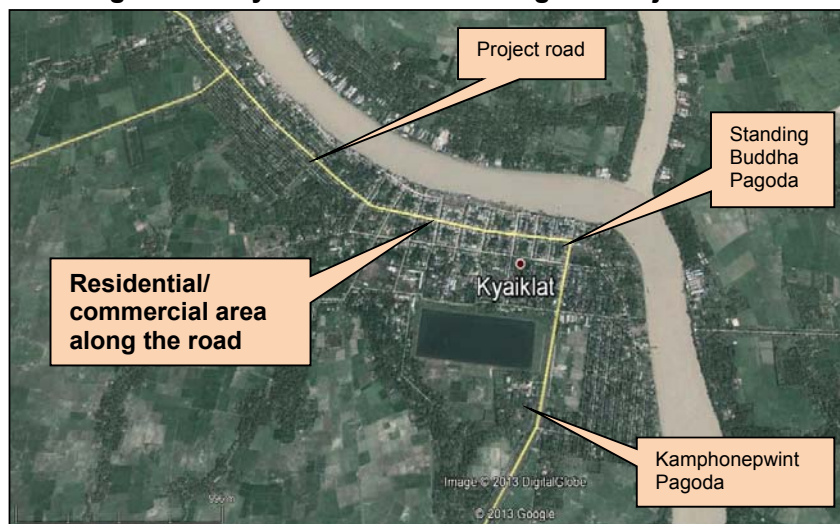 Project road
Standing
Buddha
Pagoda
Residential/
commercial area
along the road
Kyaiklat
Kamphonepwint
Pagoda
Image © 2013 DigitalGlobe
996 m
© 2013 Google